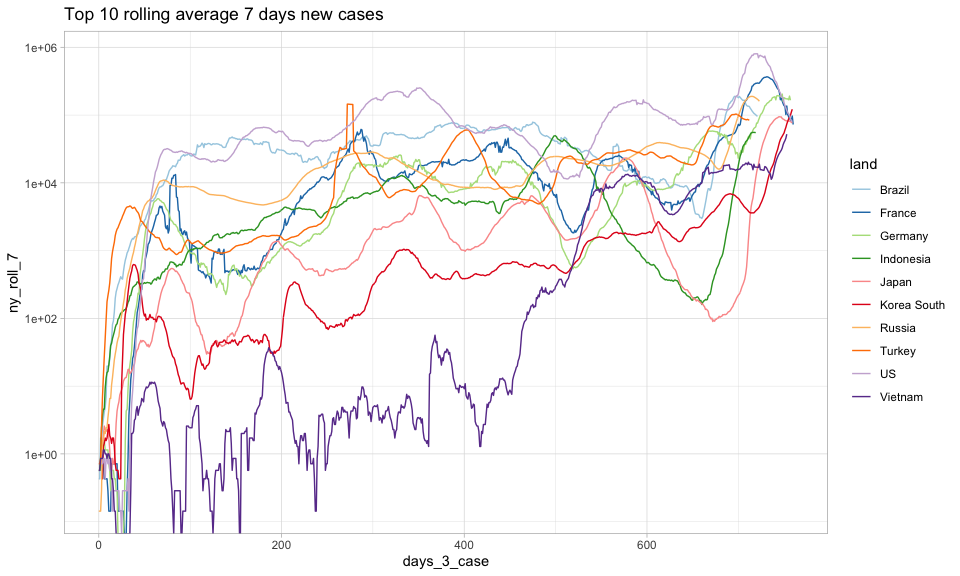 Top 10 rolling average 7 days new cases
1e+06
1e+04
1e+02
1e+00
ny_roll_7
0 200 400 600
days_3_case
land
Brazil
France
Germany
Indonesia
Japan
Korea South
Russia
Turkey
US
Vietnam